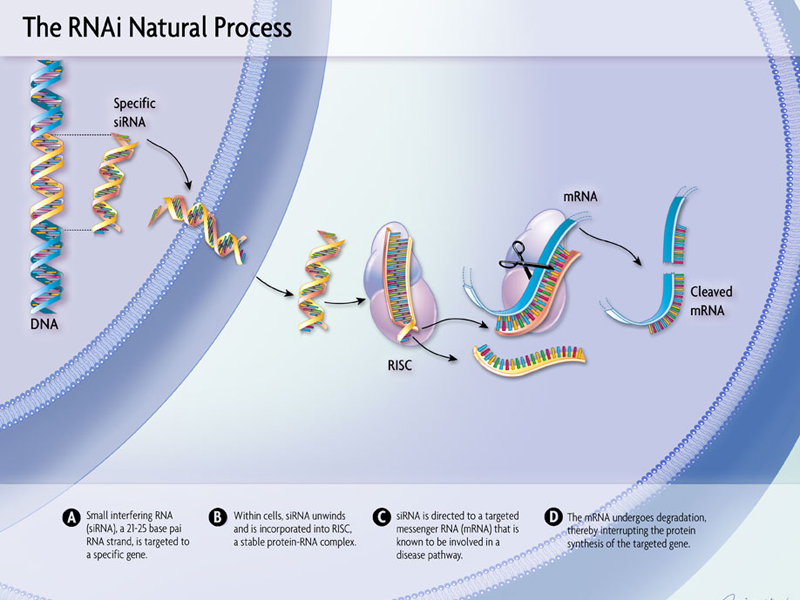 The RNAi Natural Process
Specific
siRNA
DNA
mRNA
Cleaved
mRNA
RISC
A
Small interfering RNA
(siRNA), a 21-25 base pai
RNA strand, is targeted to
a specific gene.
B
Within cells, siRNA unwinds
and is incorporated into RISC,
a stable protein-RNA complex.
C
siRNA is directed to a targeted
messenger RNA (mRNA) that is
known to be involved in a
disease pathway.
D
The mRNA undergoes degradation,
thereby interrupting the protein
synthesis of the targeted gene.